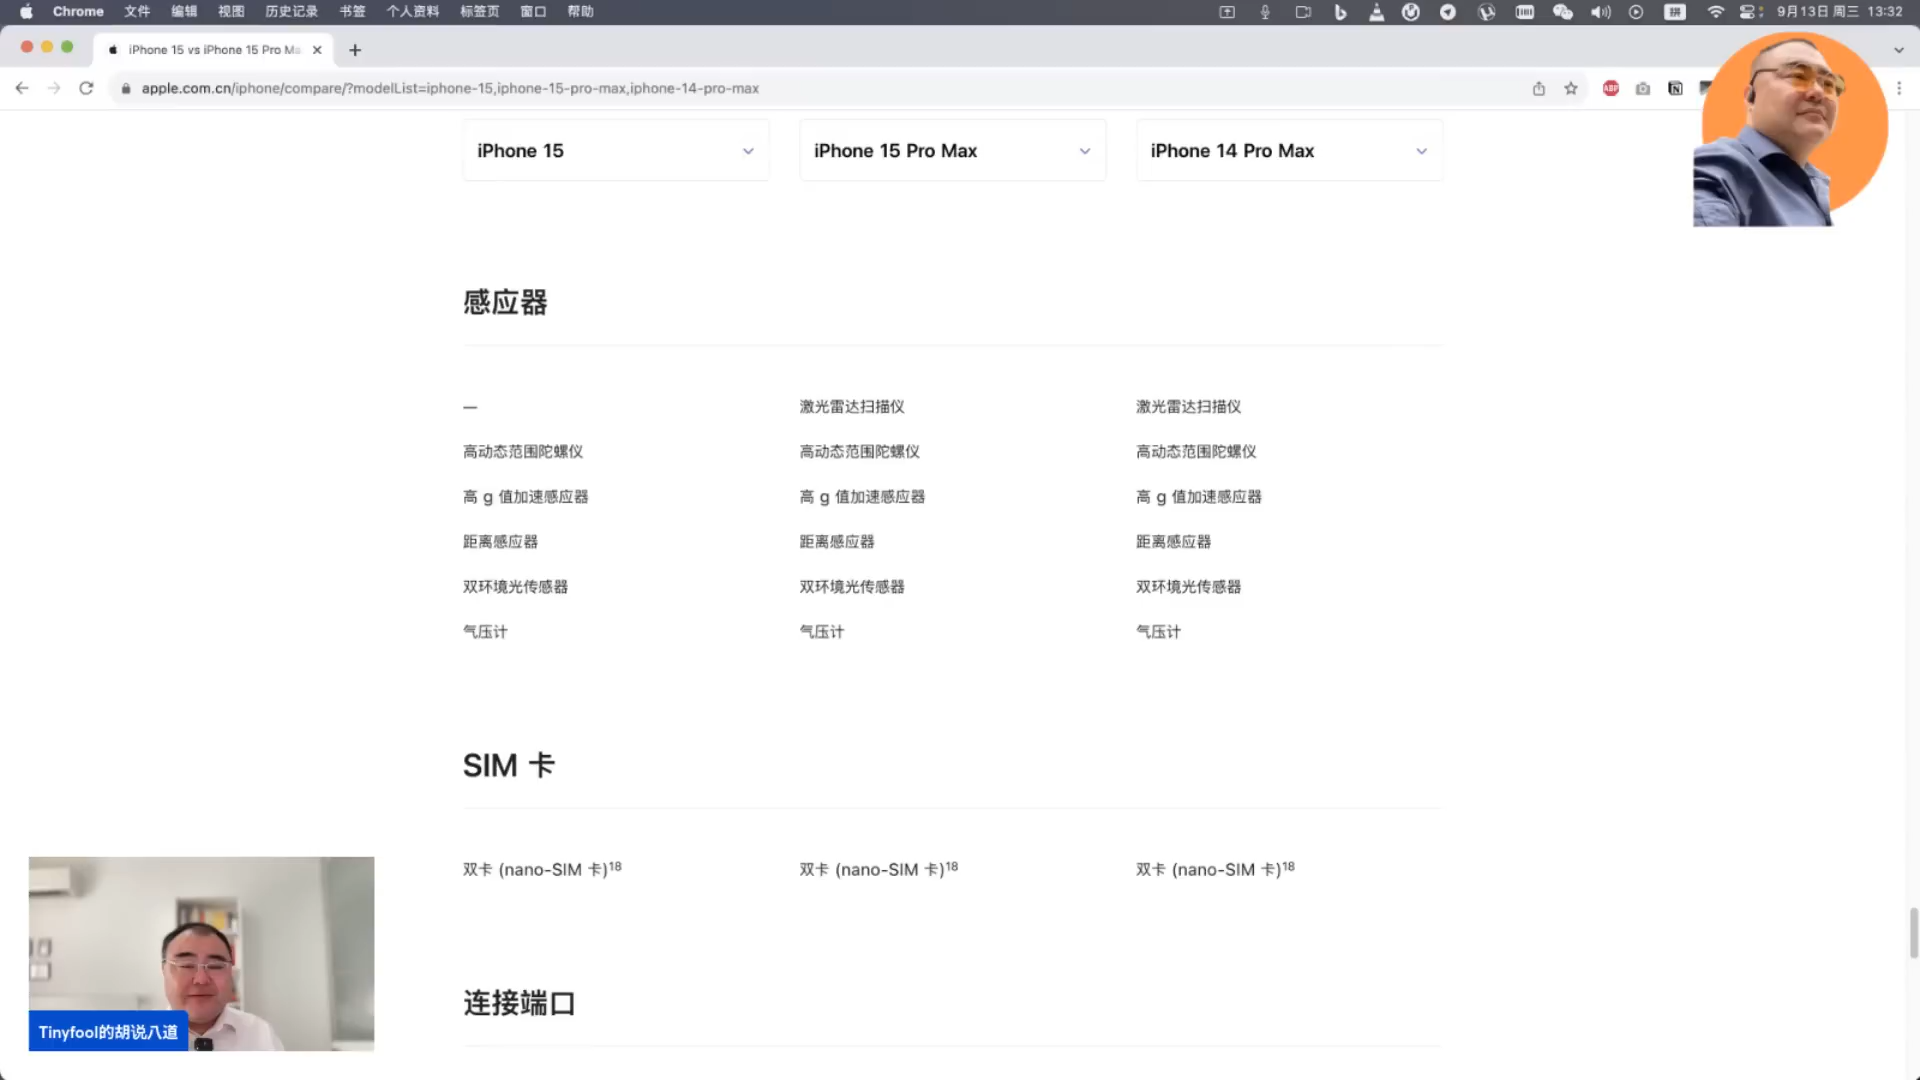 Chrome 文件 编辑 视图 历史记录 书签 个人资料 标签页 窗口 帮助 拼 9月13日 周三 13:32
iPhone 15 vs iPhone 15 Pro Ma
apple.com.cn/iphone/compare/?modelList=iphone-15,iphone-15-pro-max,iphone-14-pro-max
ABP
iPhone 15 iPhone 15 Pro Max iPhone 14 Pro Max
感应器
— 激光雷达扫描仪 激光雷达扫描仪
高动态范围陀螺仪 高动态范围陀螺仪 高动态范围陀螺仪
高 g 值加速感应器 高 g 值加速感应器 高 g 值加速感应器
距离感应器 距离感应器 距离感应器
双环境光传感器 双环境光传感器 双环境光传感器
气压计 气压计 气压计
SIM 卡
双卡 (nano-SIM 卡)18 双卡 (nano-SIM 卡)18 双卡 (nano-SIM 卡)18
连接端口
Tinyfool的胡说八道